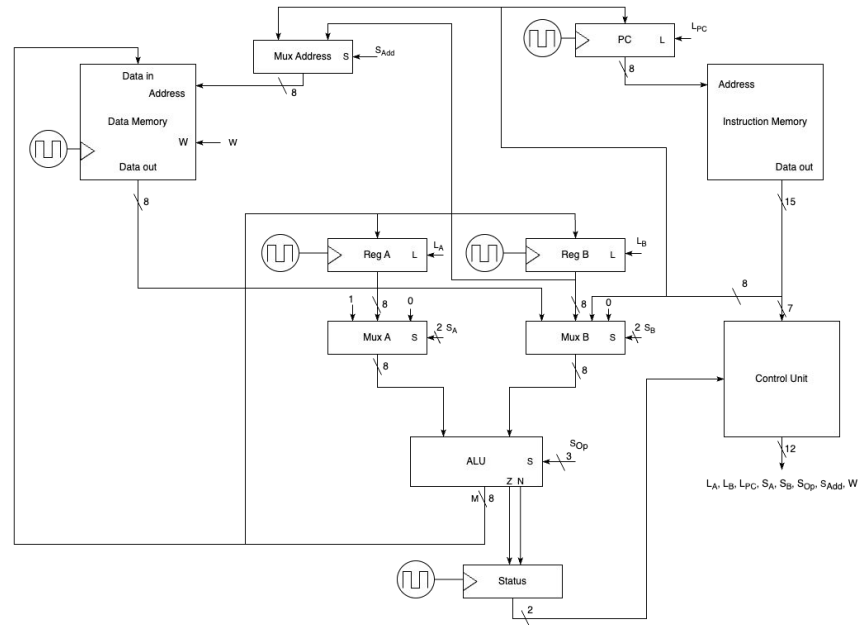 Mux Address
S
S_Add
8
PC
L
L_PC
8
Data in
Address
Data Memory
W
W
Data out
8
Address
Instruction Memory
Data out
15
Reg A
L
L_A
Reg B
L
L_B
8
7
1
8
0
8
0
Mux A
S
2 S_A
Mux B
S
2 S_B
8
8
Control Unit
12
L_A, L_B, L_PC, S_A, S_B, S_Op, S_Add, W
ALU
S
S_Op
3
Z N
M
8
Status
2